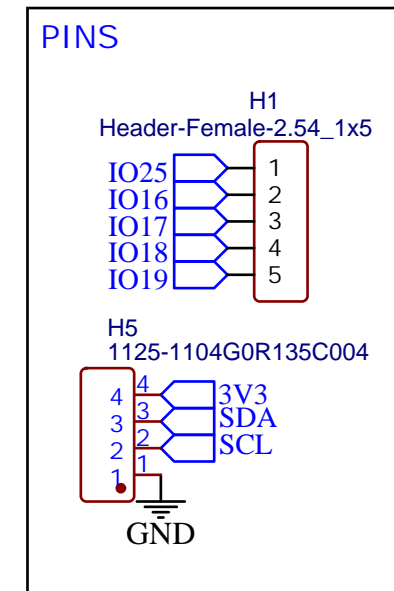 PINS
H1
Header-Female-2.54_1x5
IO25 1
IO16 2
IO17 3
IO18 4
IO19 5
H5
1125-1104G0R135C004
4 4 3V3
3 3 SDA
2 2 SCL
1 1
GND